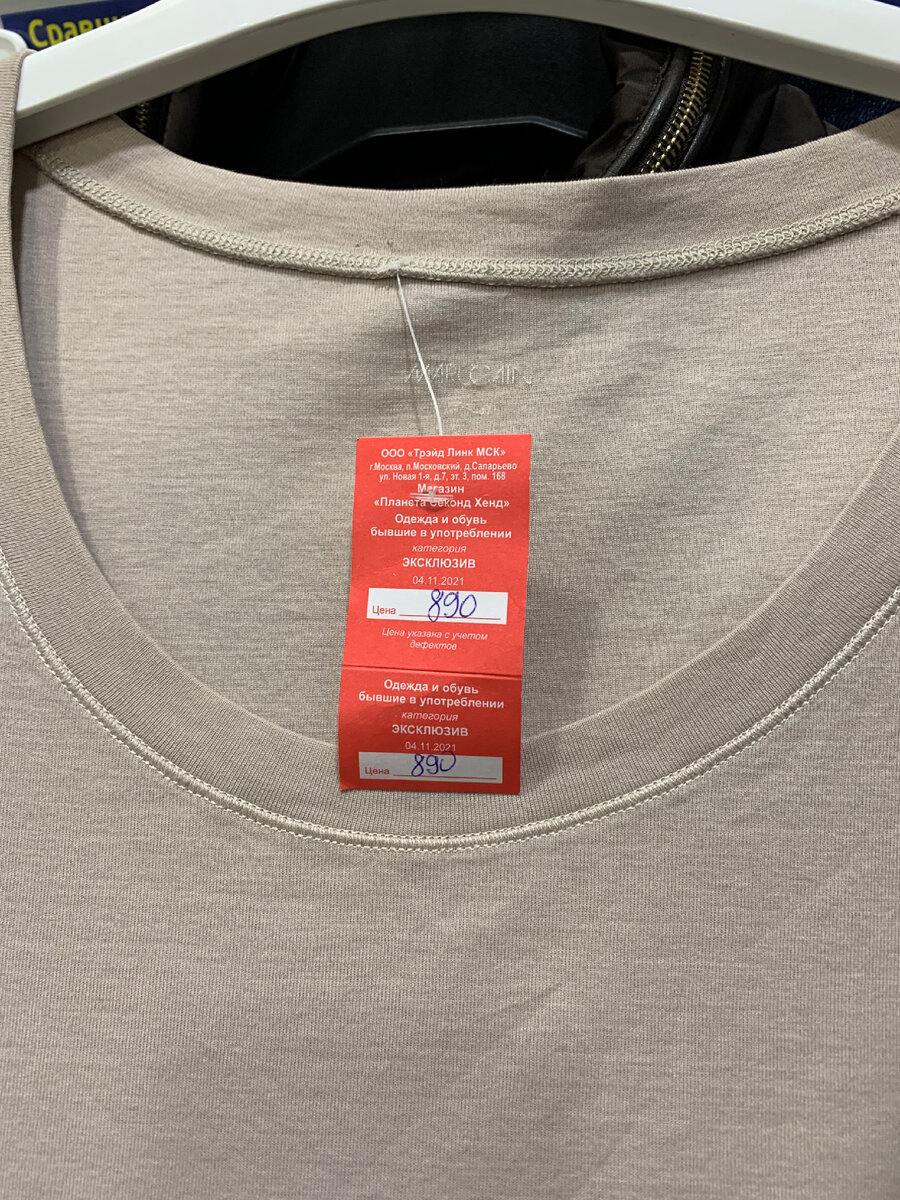 MARCCAIN
ООО «Трэйд Линк МСК»
г.Москва, п.Московский, д.Сапарьево
ул. Новая 1-я, д.7, эт. 3, пом. 168
Магазин
«Планета Секонд Хенд»
Одежда и обувь
бывшие в употреблении
категория
ЭКСКЛЮЗИВ
04.11.2021
Цена 890
Цена указана с учетом
дефектов
Одежда и обувь
бывшие в употреблении
категория
ЭКСКЛЮЗИВ
04.11.2021
Цена 890